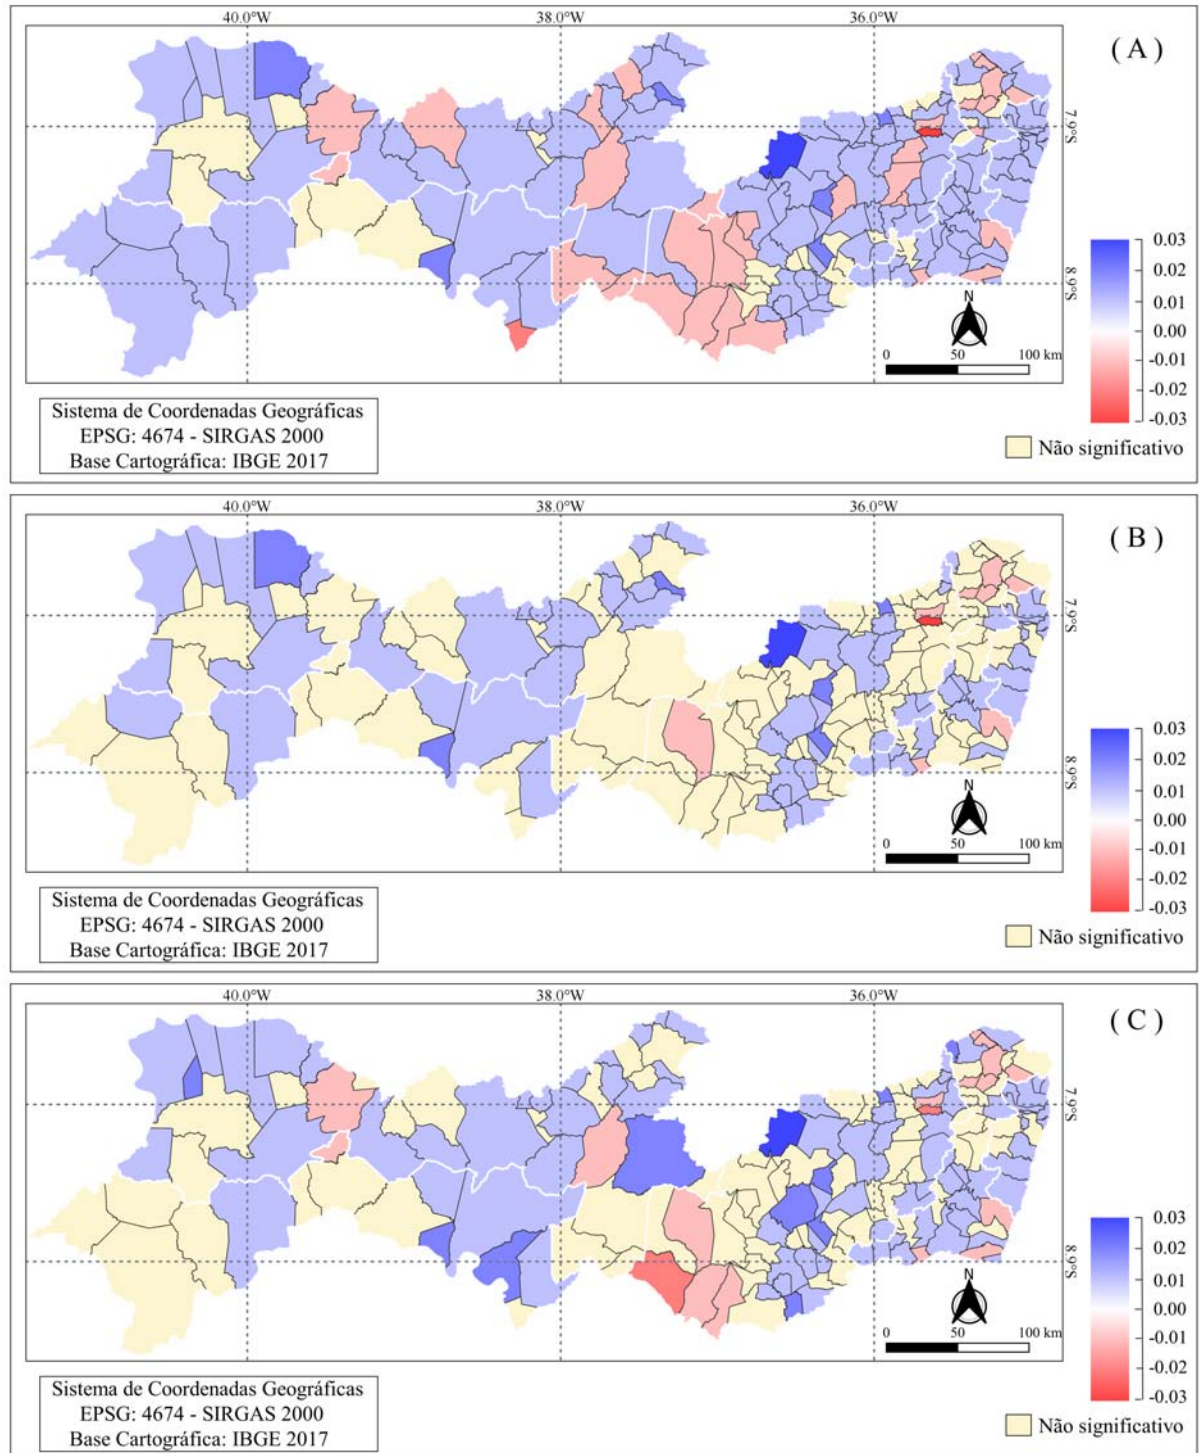 40.0°W 38.0°W 36.0°W
( A )
7.9°S
8.9°S
N
0 50 100 km
0.03
0.02
0.01
0.00
-0.01
-0.02
-0.03
Não significativo
Sistema de Coordenadas Geográficas
EPSG: 4674 - SIRGAS 2000
Base Cartográfica: IBGE 2017
40.0°W 38.0°W 36.0°W
( B )
7.9°S
8.9°S
N
0 50 100 km
0.03
0.02
0.01
0.00
-0.01
-0.02
-0.03
Não significativo
Sistema de Coordenadas Geográficas
EPSG: 4674 - SIRGAS 2000
Base Cartográfica: IBGE 2017
40.0°W 38.0°W 36.0°W
( C )
7.9°S
8.9°S
N
0 50 100 km
0.03
0.02
0.01
0.00
-0.01
-0.02
-0.03
Não significativo
Sistema de Coordenadas Geográficas
EPSG: 4674 - SIRGAS 2000
Base Cartográfica: IBGE 2017